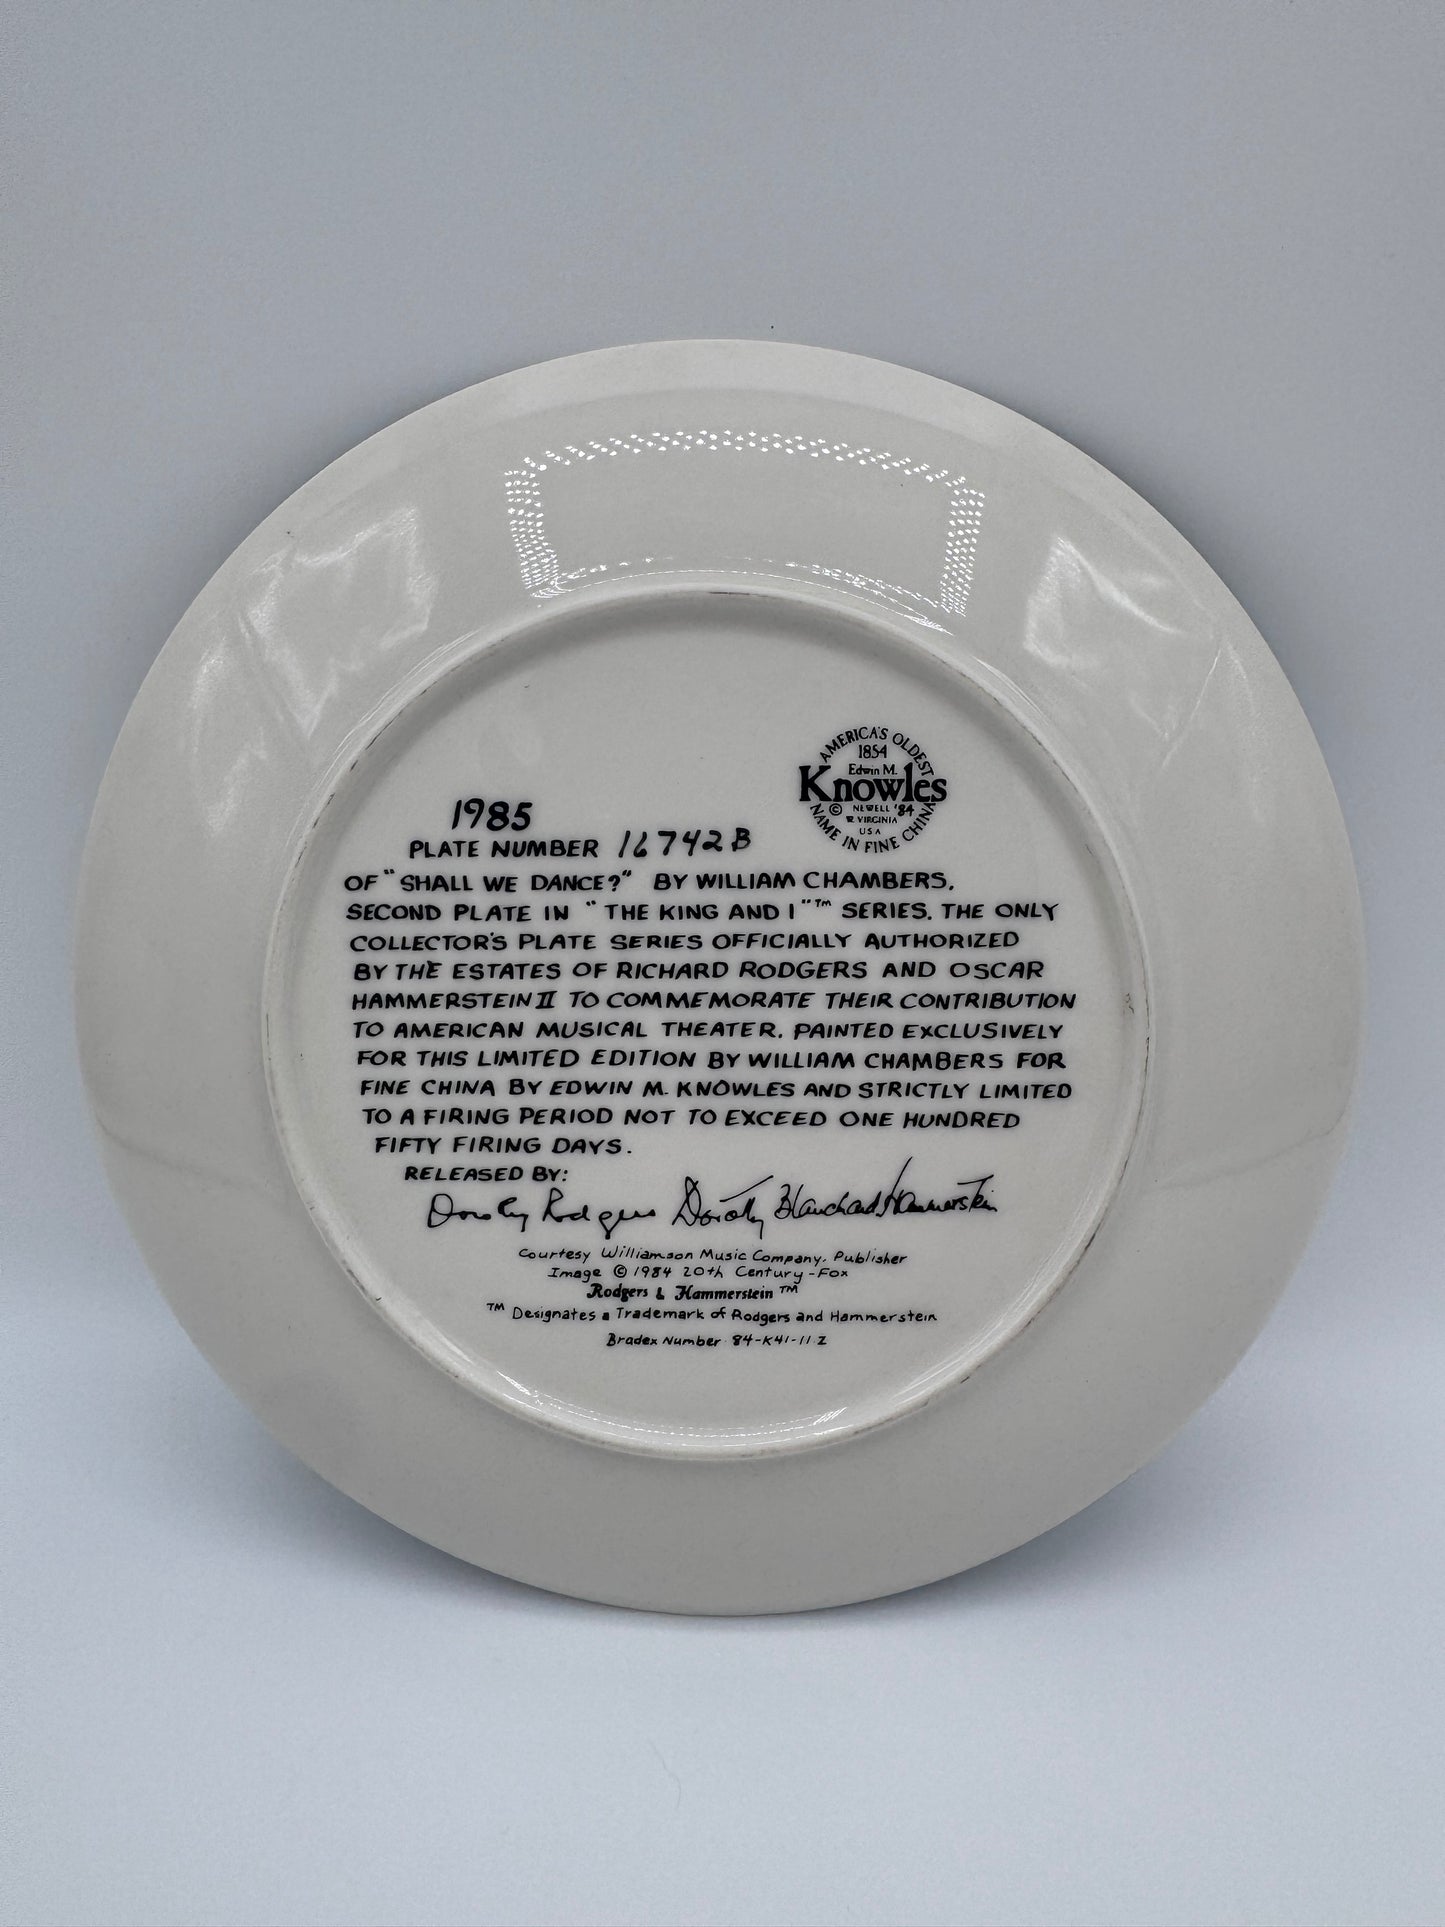 AMERICA'S OLDEST
1854
Edwin M.
Knowles
© NEWELL '84
W. VIRGINIA
USA
NAME IN FINE CHINA
1985
PLATE NUMBER 16742B
OF "SHALL WE DANCE?" BY WILLIAM CHAMBERS,
SECOND PLATE IN "THE KING AND I"™ SERIES. THE ONLY
COLLECTOR'S PLATE SERIES OFFICIALLY AUTHORIZED
BY THE ESTATES OF RICHARD RODGERS AND OSCAR
HAMMERSTEIN II TO COMMEMORATE THEIR CONTRIBUTION
TO AMERICAN MUSICAL THEATER. PAINTED EXCLUSIVELY
FOR THIS LIMITED EDITION BY WILLIAM CHAMBERS FOR
FINE CHINA BY EDWIN M. KNOWLES AND STRICTLY LIMITED
TO A FIRING PERIOD NOT TO EXCEED ONE HUNDRED
FIFTY FIRING DAYS.
RELEASED BY:
Dorothy Rodgers Dorothy Blanchard Hammerstein
Courtesy Williamson Music Company, Publisher
Image © 1984 20th Century-Fox
Rodgers & Hammerstein ™
™ Designates a Trademark of Rodgers and Hammerstein
Bradex Number 84-K41-11.2